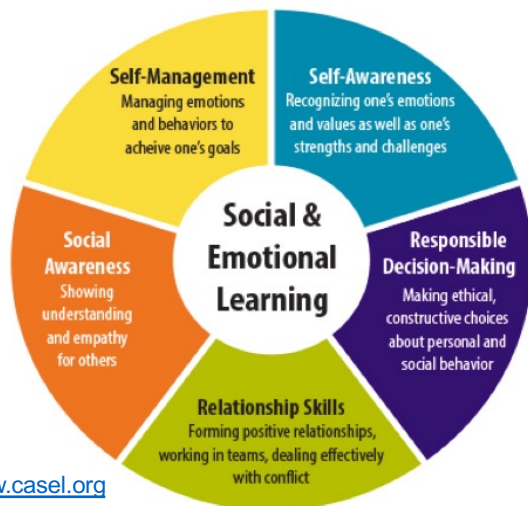 Self-Management
Managing emotions
and behaviors to
acheive one's goals
Self-Awareness
Recognizing one's emotions
and values as well as one's
strengths and challenges
Social
Awareness
Showing
understanding
and empathy
for others
Social &
Emotional
Learning
Responsible
Decision-Making
Making ethical,
constructive choices
about personal and
social behavior
Relationship Skills
Forming positive relationships,
working in teams, dealing effectively
with conflict
w.casel.org